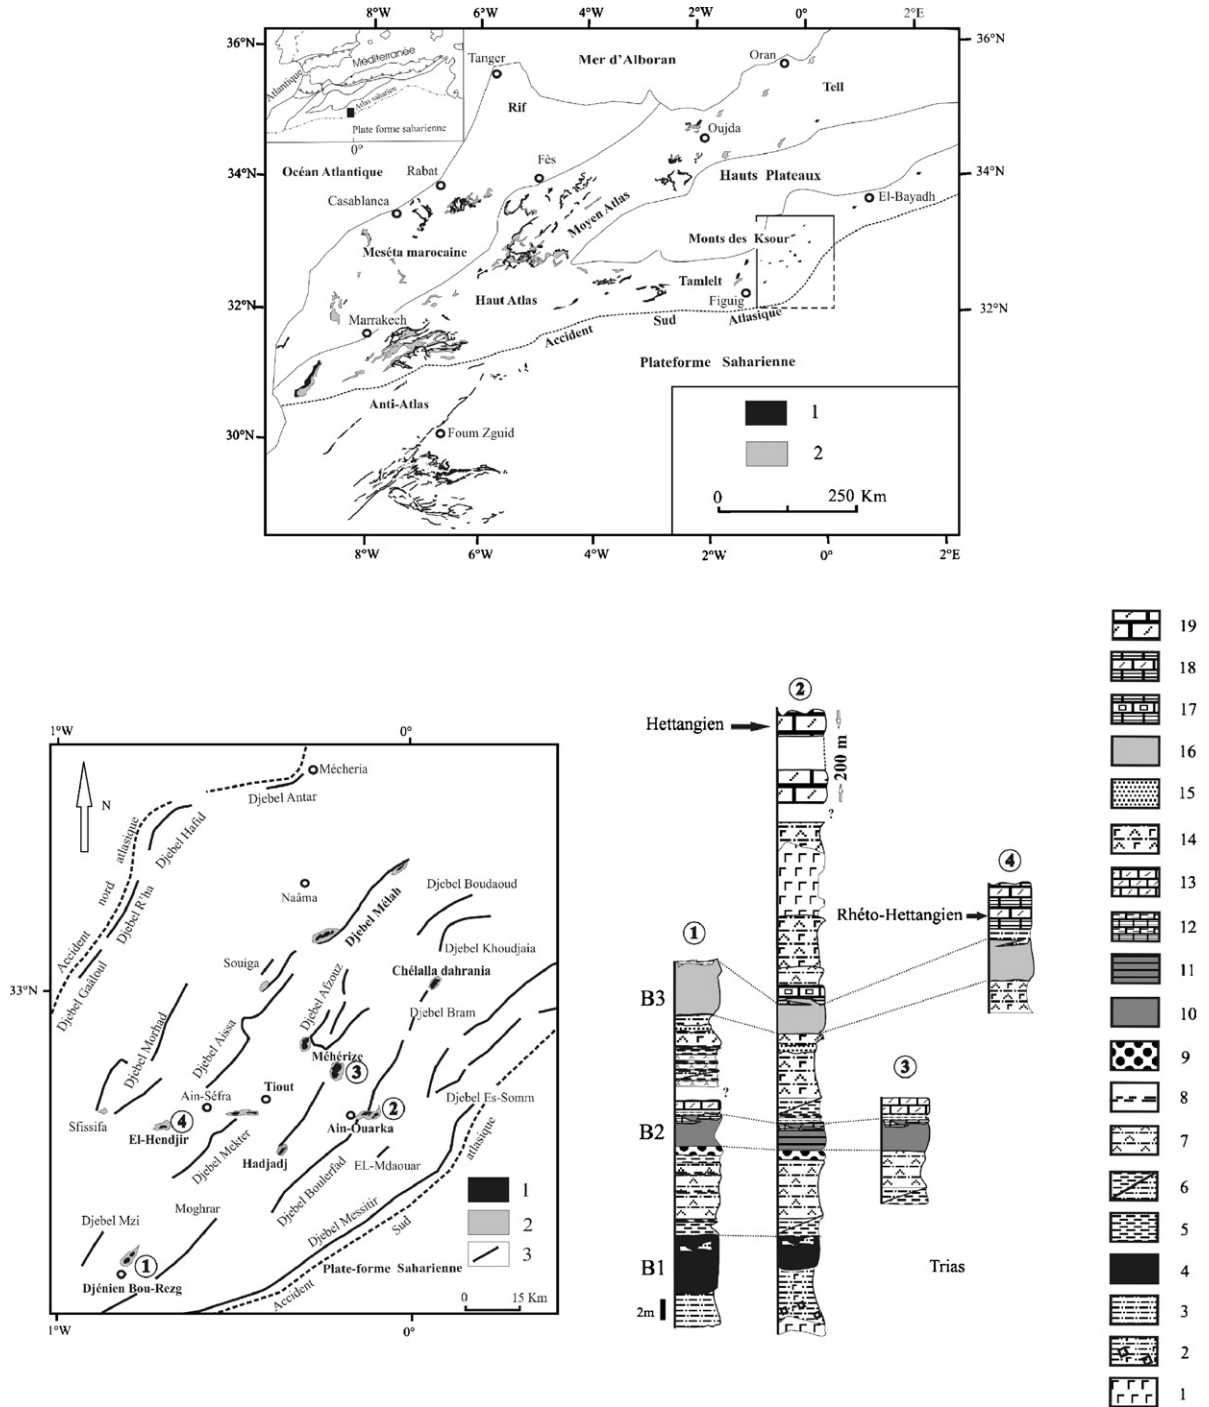 8°W 6°W 4°W 2°W 0° 2°E
36°N 36°N
Atlantique
Méditerranée
Atlas saharien
Plate forme saharienne
0°
Tanger
Mer d'Alboran
Oran
Rif
Tell
Oujda
Océan Atlantique
Rabat
Fès
34°N 34°N
Hauts Plateaux
Casablanca
Moyen Atlas
El-Bayadh
Meséta marocaine
Monts des Ksour
Haut Atlas
Tamlelt
Figuig
32°N 32°N
Marrakech
Accident Sud Atlasique
Plateforme Saharienne
Anti-Atlas
30°N
Foum Zguid
1
2
0 250 Km
8°W 6°W 4°W 2°W 0° 2°E
1°W 0°
N
Mécheria
Djebel Antar
Djebel Hafid
Accident nord atlasique
Djebel R'ha
Naâma
Djebel Mélah
Djebel Boudaoud
Djebel Khoudjaia
Souiga
Chélalla dahrania
33°N
Djebel Gaâloul
Djebel Afzouz
Djebel Bram
Djebel Morhad
Djebel Aissa
Méhérize
3
Tiout
Ain-Séfra
Djebel Es-Somm
2
Ain-Ouarka
Sfissifa
4
El-Hendjir
Djebel Mekter
Hadjadj
EL-Mdaouar
Djebel Boulerfad
Djebel Mzi
Moghrar
Djebel Messitir
1
Djénien Bou-Rezg
Plate-forme Saharienne
Accident Sud atlasique
1
2
3
0 15 Km
1°W 0°
2
Hettangien
200 m
?
4
Rhéto-Hettangien
1
B3
?
3
B2
B1
Trias
2m
19
18
17
16
15
14
13
12
11
10
9
8
7
6
5
4
3
2
1